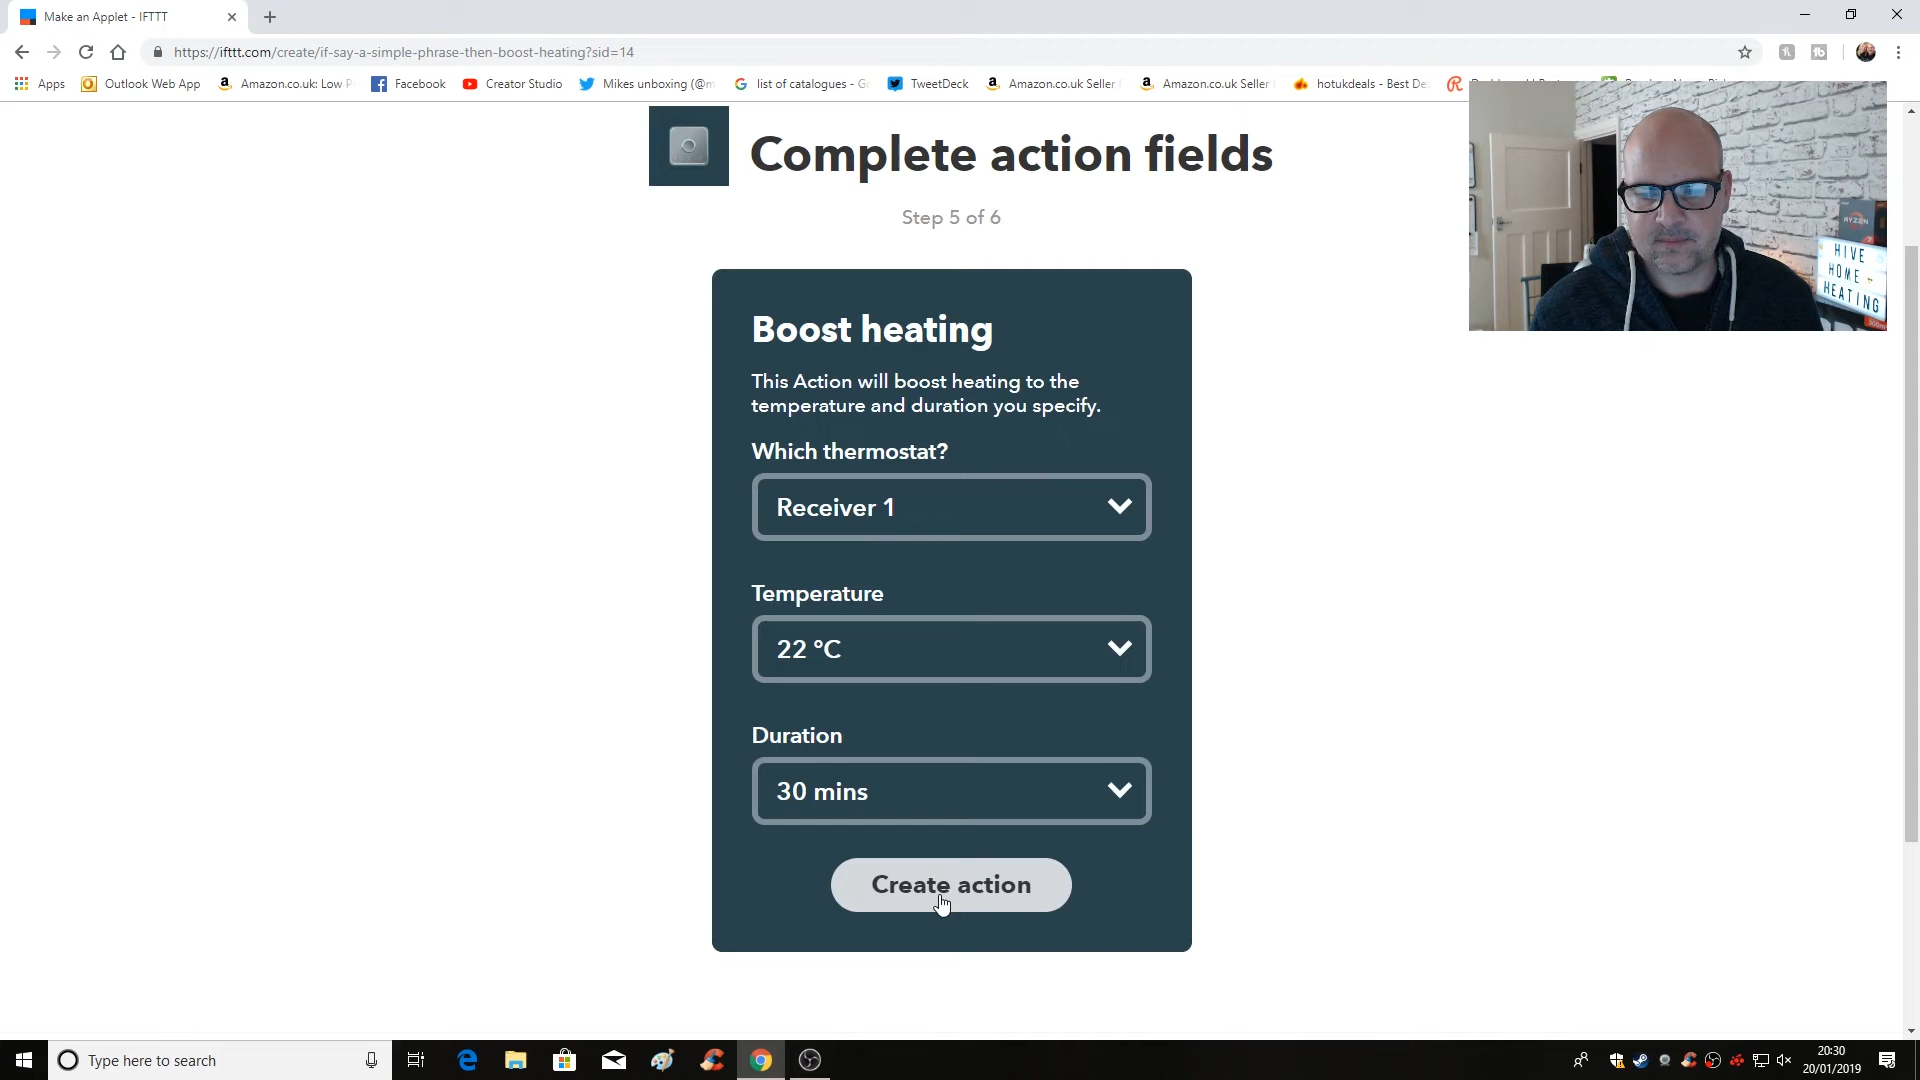 Make an Applet - IFTTT
https://ifttt.com/create/if-say-a-simple-phrase-then-boost-heating?sid=14
Apps
Outlook Web App
Amazon.co.uk: Low P
Facebook
Creator Studio
Mikes unboxing (@m
list of catalogues - Go
TweetDeck
Amazon.co.uk Seller
Amazon.co.uk Seller
hotukdeals - Best De
Complete action fields
Step 5 of 6
RYZEN
HIVE
HOME
HEATING
Boost heating
This Action will boost heating to the
temperature and duration you specify.
Which thermostat?
Receiver 1
Temperature
22 °C
Duration
30 mins
Create action
Type here to search
20:30
20/01/2019